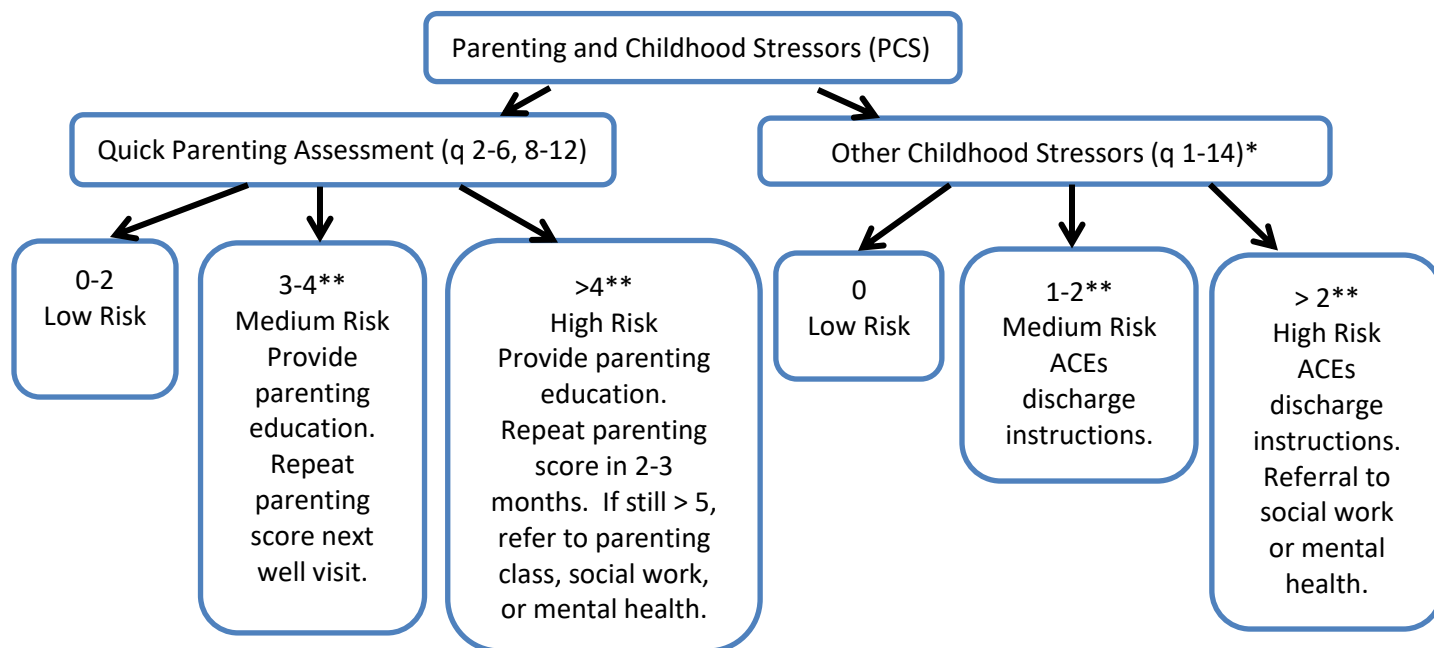 Parenting and Childhood Stressors (PCS)
Quick Parenting Assessment (q 2-6, 8-12)
Other Childhood Stressors (q 1-14)*
0-2
Low Risk
3-4**
Medium Risk
Provide
parenting
education.
Repeat
parenting
score next
well visit.
>4**
High Risk
Provide parenting
education.
Repeat parenting
score in 2-3
months.  If still > 5,
refer to parenting
class, social work,
or mental health.
0
Low Risk
1-2**
Medium Risk
ACEs
discharge
instructions.
> 2**
High Risk
ACEs
discharge
instructions.
Referral to
social work
or mental
health.